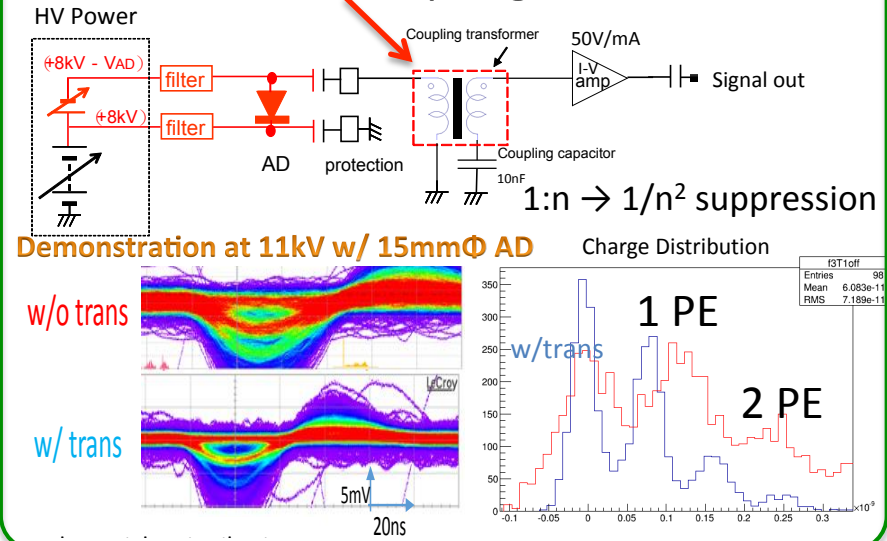 HV Power
Coupling transformer
50V/mA
(+8kV - VAD)
filter
I-V
amp
Signal out
(+8kV)
filter
AD
protection
Coupling capacitor
10nF
1:n → 1/n² suppression
Demonstration at 11kV w/ 15mmΦ AD
Charge Distribution
f3T1off
Entries 98
Mean 6.083e-11
RMS 7.189e-11
w/o trans
w/trans
1 PE
2 PE
LeCroy
w/ trans
5mV
20ns
350
300
250
200
150
100
50
0
-0.1 -0.05 0 0.05 0.1 0.15 0.2 0.25 0.3
×10⁻⁹